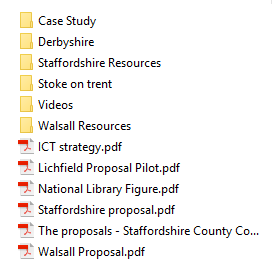 Case Study
Derbyshire
Staffordshire Resources
Stoke on trent
Videos
Walsall Resources
ICT strategy.pdf
Lichfield Proposal Pilot.pdf
National Library Figure.pdf
Staffordshire proposal.pdf
The proposals - Staffordshire County Co...
Walsall Proposal.pdf